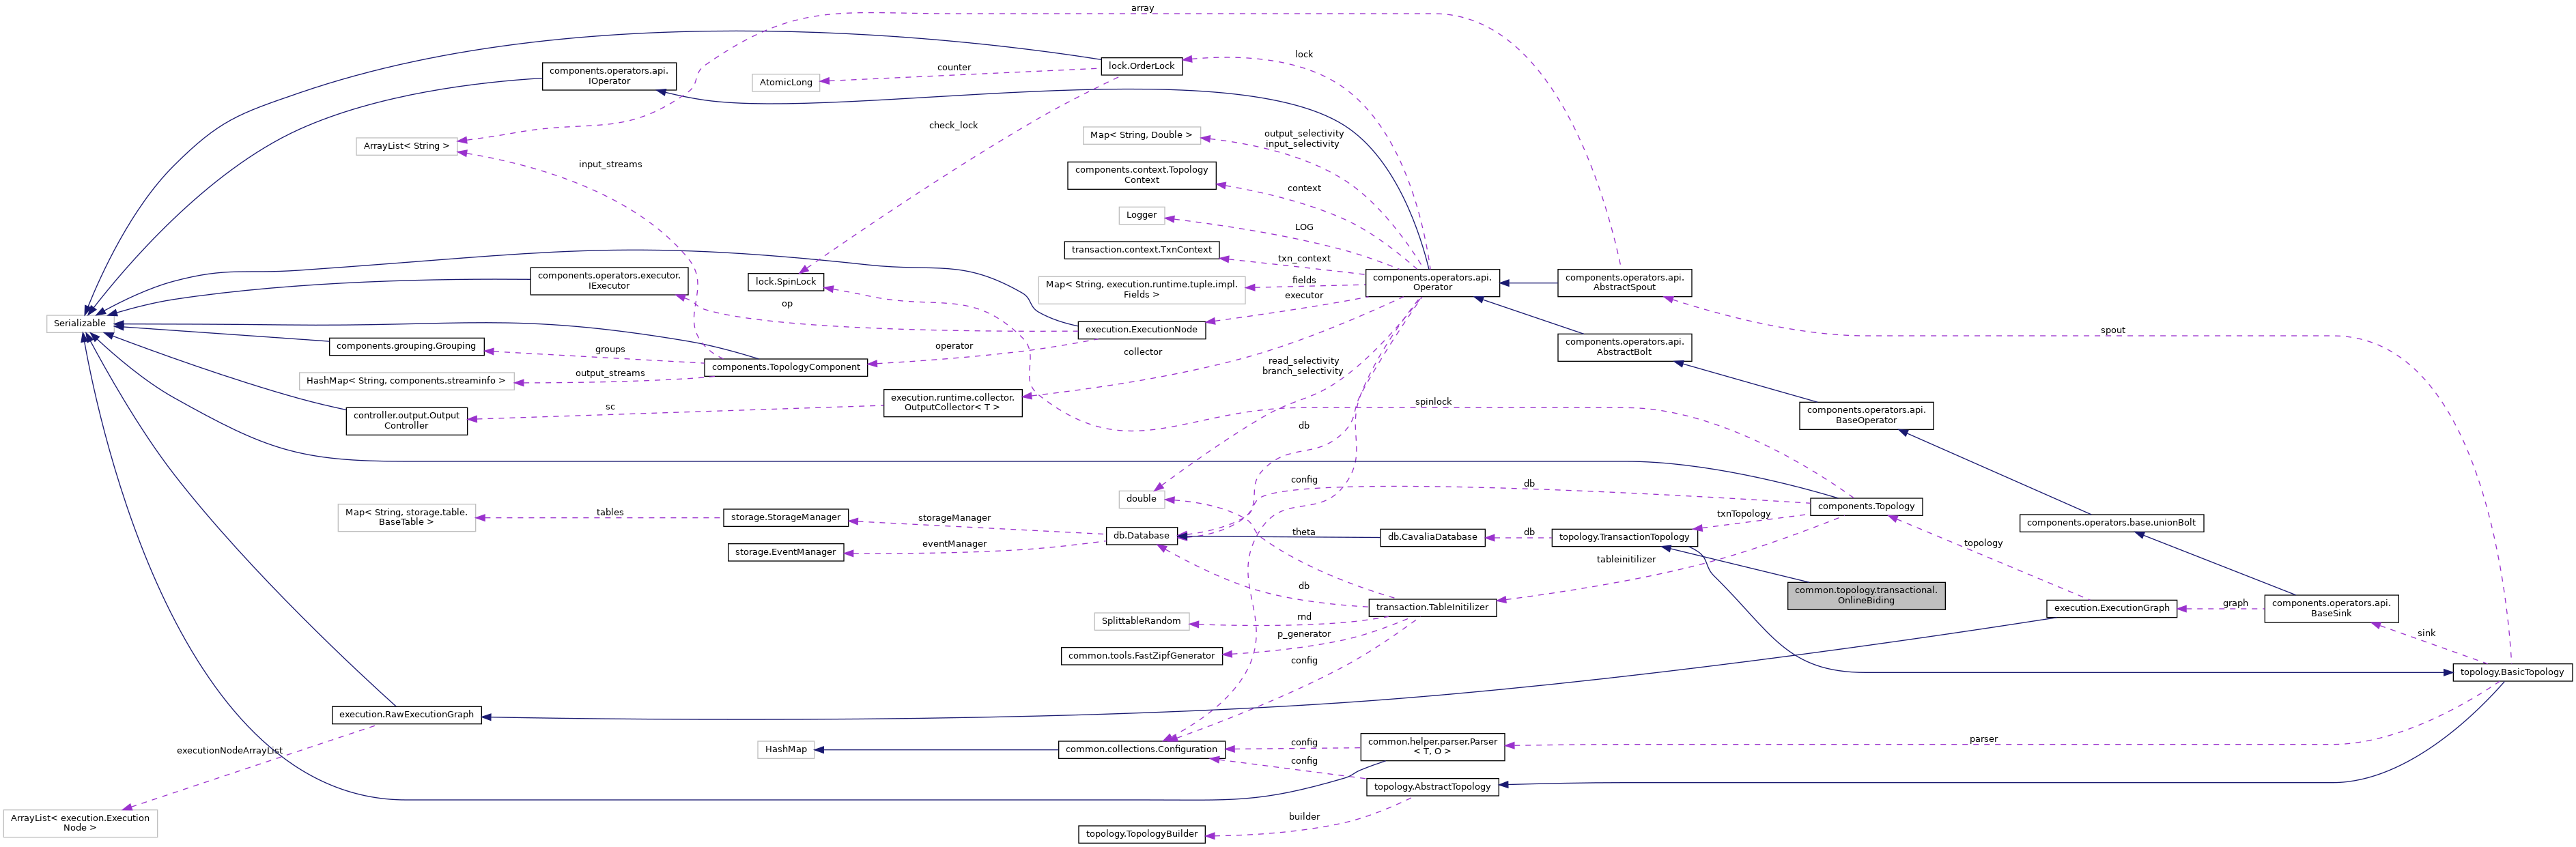 array
lock
lock.OrderLock
counter
components.operators.api.
IOperator
AtomicLong
check_lock
Map< String, Double >
output_selectivity
input_selectivity
ArrayList< String >
input_streams
components.context.Topology
Context
context
Logger
LOG
transaction.context.TxnContext
txn_context
components.operators.executor.
IExecutor
lock.SpinLock
Map< String, execution.runtime.tuple.impl.
Fields >
fields
components.operators.api.
Operator
components.operators.api.
AbstractSpout
op
executor
Serializable
execution.ExecutionNode
spout
components.grouping.Grouping
groups
operator
collector
components.operators.api.
AbstractBolt
components.TopologyComponent
read_selectivity
branch_selectivity
HashMap< String, components.streaminfo >
output_streams
controller.output.Output
Controller
sc
execution.runtime.collector.
OutputCollector< T >
spinlock
components.operators.api.
BaseOperator
db
config
db
double
components.Topology
Map< String, storage.table.
BaseTable >
tables
storage.StorageManager
storageManager
txnTopology
components.operators.base.unionBolt
db.Database
theta
db.CavaliaDatabase
db
topology.TransactionTopology
storage.EventManager
eventManager
topology
tableinitilizer
db
common.topology.transactional.
OnlineBiding
transaction.TableInitilizer
execution.ExecutionGraph
graph
components.operators.api.
BaseSink
SplittableRandom
rnd
p_generator
sink
common.tools.FastZipfGenerator
config
topology.BasicTopology
execution.RawExecutionGraph
executionNodeArrayList
HashMap
common.collections.Configuration
config
common.helper.parser.Parser
< T, O >
parser
config
topology.AbstractTopology
ArrayList< execution.Execution
Node >
builder
topology.TopologyBuilder